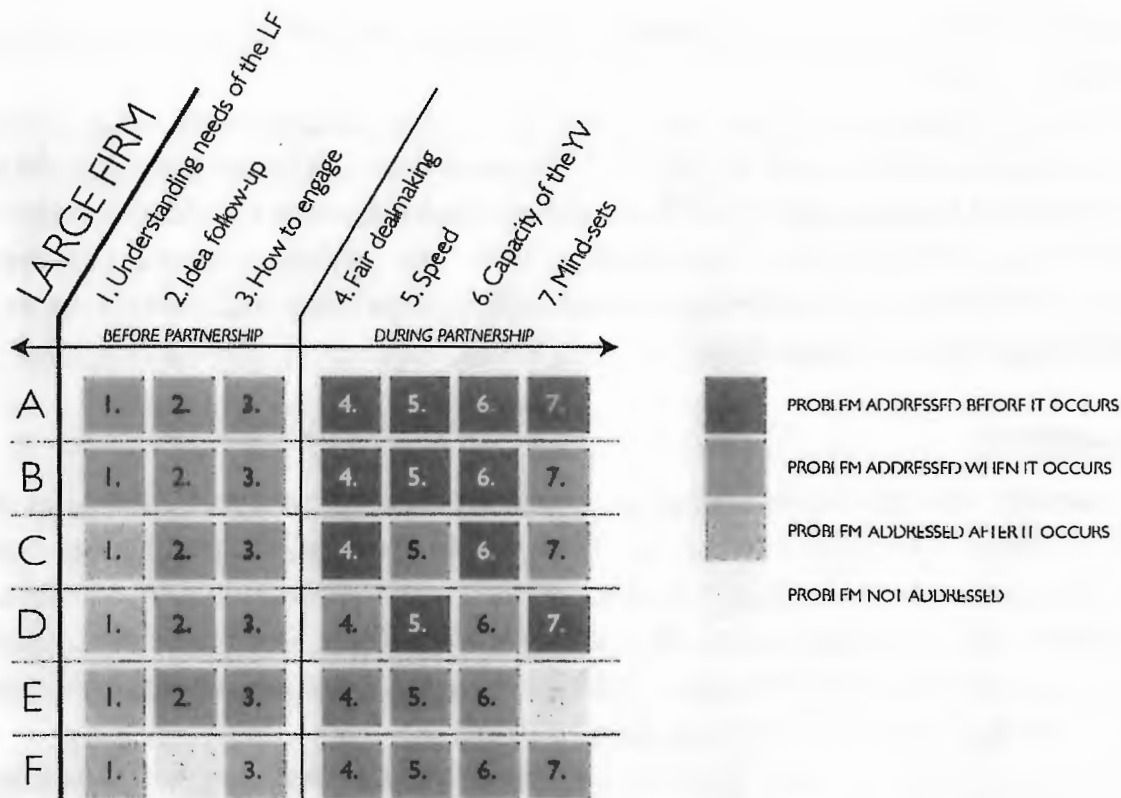 LARGE FIRM
1. Understanding needs of the LF
2. Idea follow-up
3. How to engage
4. Fair dealmaking
5. Speed
6. Capacity of the YV
7. Mind-sets
BEFORE PARTNERSHIP DURING PARTNERSHIP
A 1. 2. 3. 4. 5. 6. 7.
B 1. 2. 3. 4. 5. 6. 7.
C 1. 2. 3. 4. 5. 6. 7.
D 1. 2. 3. 4. 5. 6. 7.
E 1. 2. 3. 4. 5. 6.
F 1. 3. 4. 5. 6. 7.
PROBLEM ADDRESSED BEFORE IT OCCURS
PROBLEM ADDRESSED WHEN IT OCCURS
PROBLEM ADDRESSED AFTER IT OCCURS
PROBLEM NOT ADDRESSED